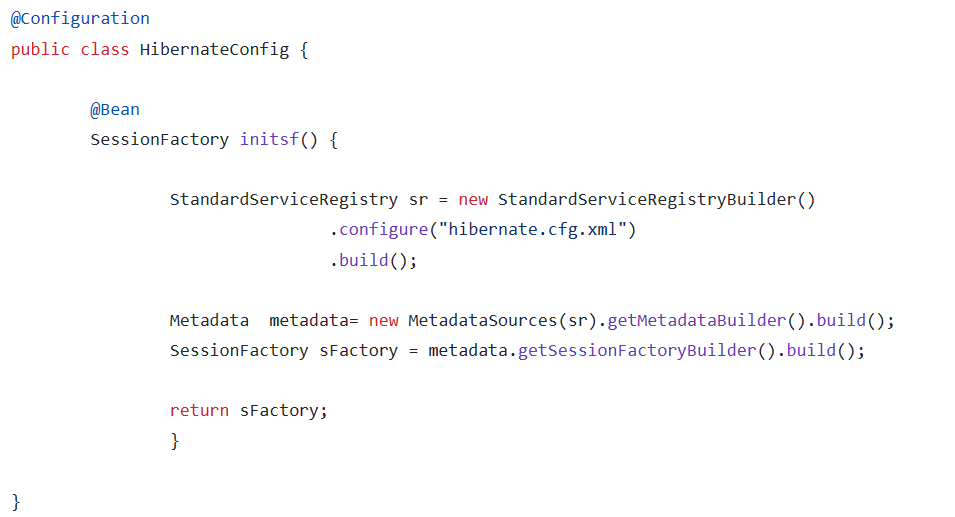 @Configuration
public class HibernateConfig {
@Bean
SessionFactory initsf() {
StandardServiceRegistry sr = new StandardServiceRegistryBuilder()
.configure("hibernate.cfg.xml")
.build();
Metadata  metadata= new MetadataSources(sr).getMetadataBuilder().build();
SessionFactory sFactory = metadata.getSessionFactoryBuilder().build();
return sFactory;
}
}